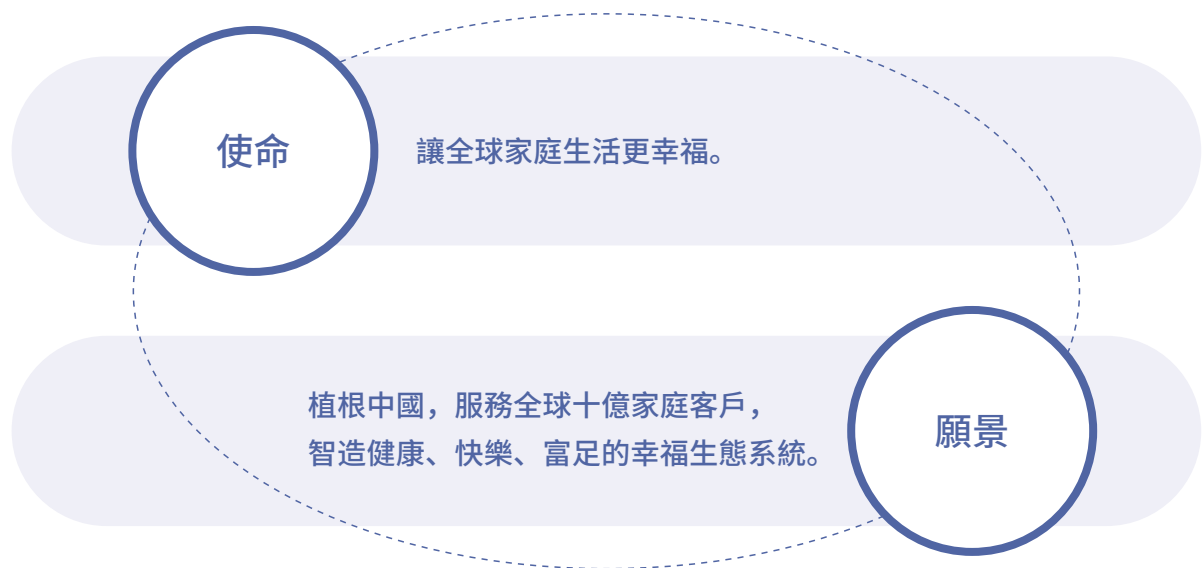 使命
讓全球家庭生活更幸福。
植根中國，服務全球十億家庭客戶，
智造健康、快樂、富足的幸福生態系統。
願景